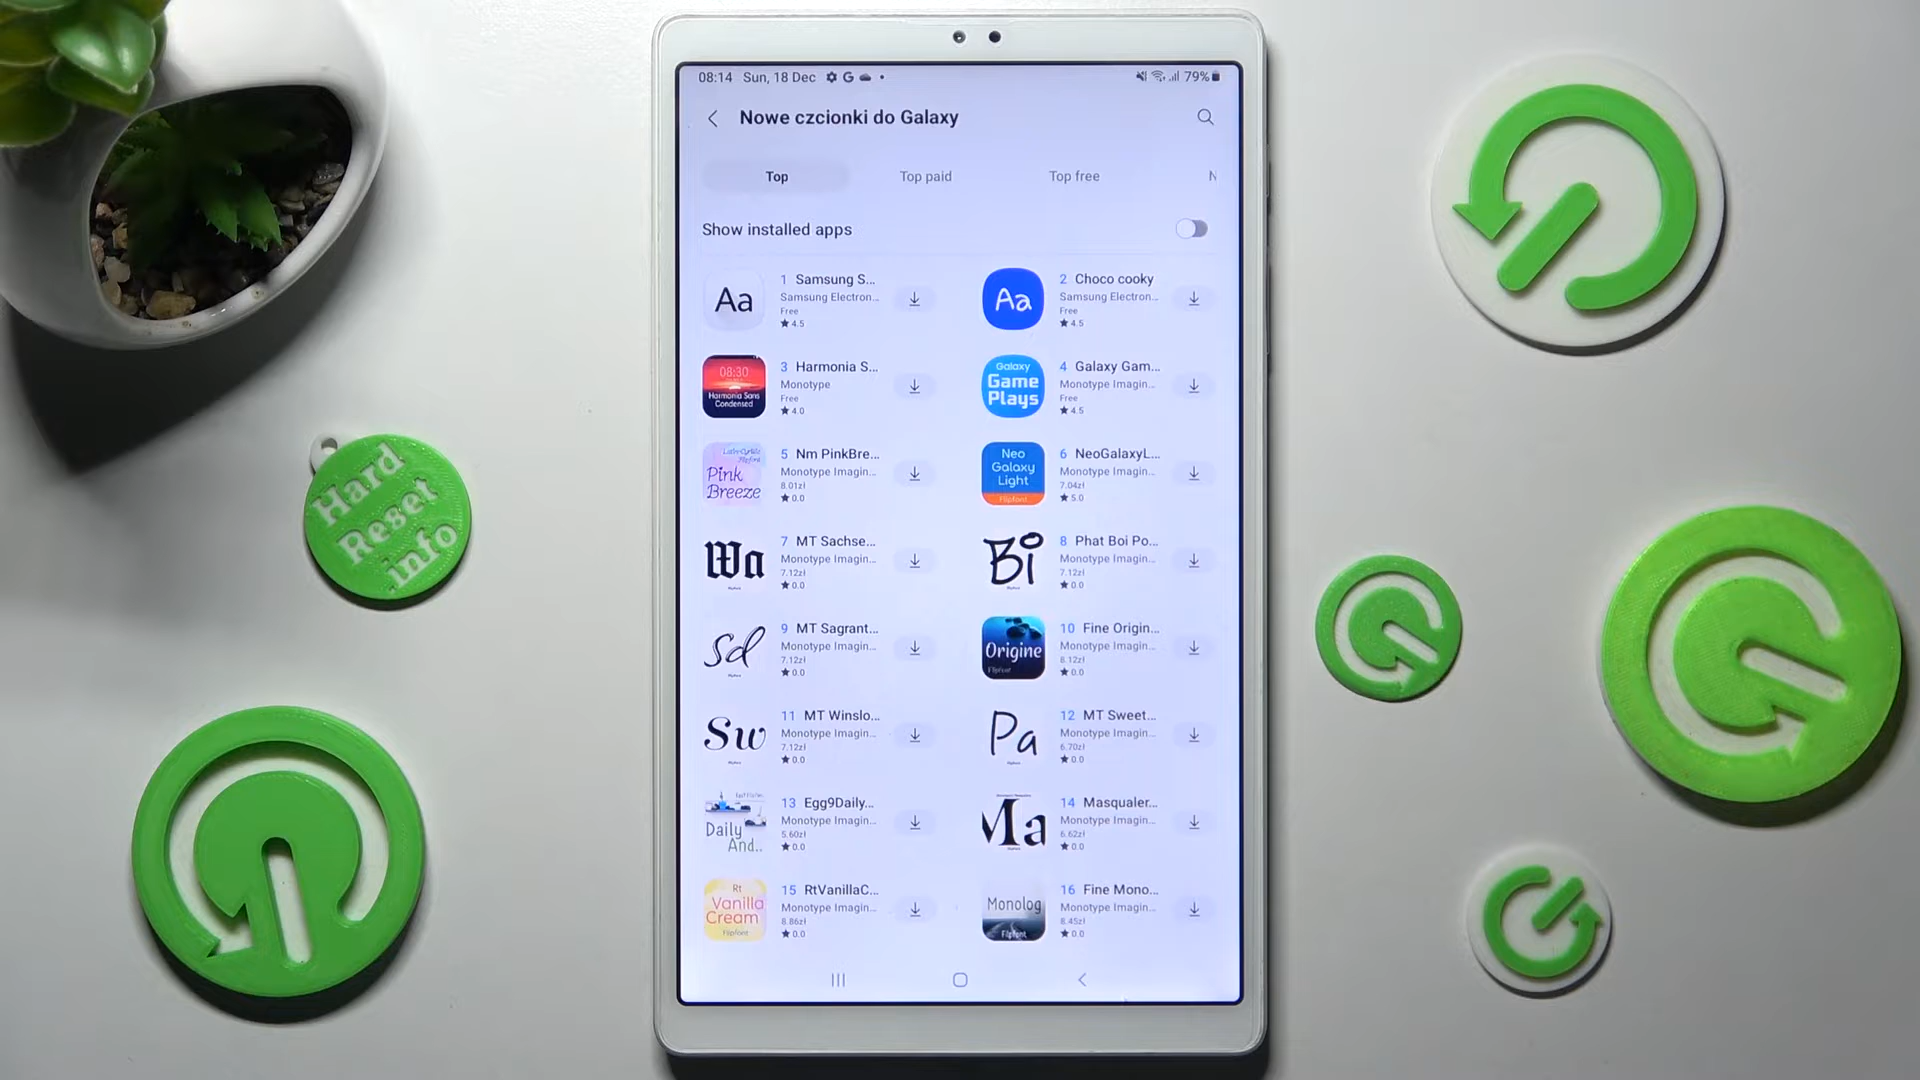 08:14 Sun, 18 Dec G 79%
Nowe czcionki do Galaxy
Top Top paid Top free N
Show installed apps
Aa
1 Samsung S...
Samsung Electron...
Free
★ 4.5
Aa
2 Choco cooky
Samsung Electron...
Free
★ 4.5
08:30
Harmonia Sans
Condensed
3 Harmonia S...
Monotype
Free
★ 4.0
Galaxy
Game
Plays
4 Galaxy Gam...
Monotype Imagin...
Free
★ 4.5
Pink
Breeze
5 Nm PinkBre...
Monotype Imagin...
8.01zł
★ 0.0
Neo
Galaxy
Light
Flipfont
6 NeoGalaxyL...
Monotype Imagin...
7.04zł
★ 5.0
Wa
7 MT Sachse...
Monotype Imagin...
7.12zł
★ 0.0
Bi
8 Phat Boi Po...
Monotype Imagin...
7.12zł
★ 0.0
Sd
9 MT Sagrant...
Monotype Imagin...
7.12zł
★ 0.0
Origine
Flipfont
10 Fine Origin...
Monotype Imagin...
8.12zł
★ 0.0
Sw
11 MT Winslo...
Monotype Imagin...
7.12zł
★ 0.0
Pa
12 MT Sweet...
Monotype Imagin...
6.70zł
★ 0.0
Daily
And..
13 Egg9Daily...
Monotype Imagin...
5.60zł
★ 0.0
Ma
14 Masqualer...
Monotype Imagin...
6.62zł
★ 0.0
Rt
Vanilla
Cream
Flipfont
15 RtVanillaC...
Monotype Imagin...
8.86zł
★ 0.0
Monolog
Flipfont
16 Fine Mono...
Monotype Imagin...
8.45zł
★ 0.0
Hard
Reset
.info